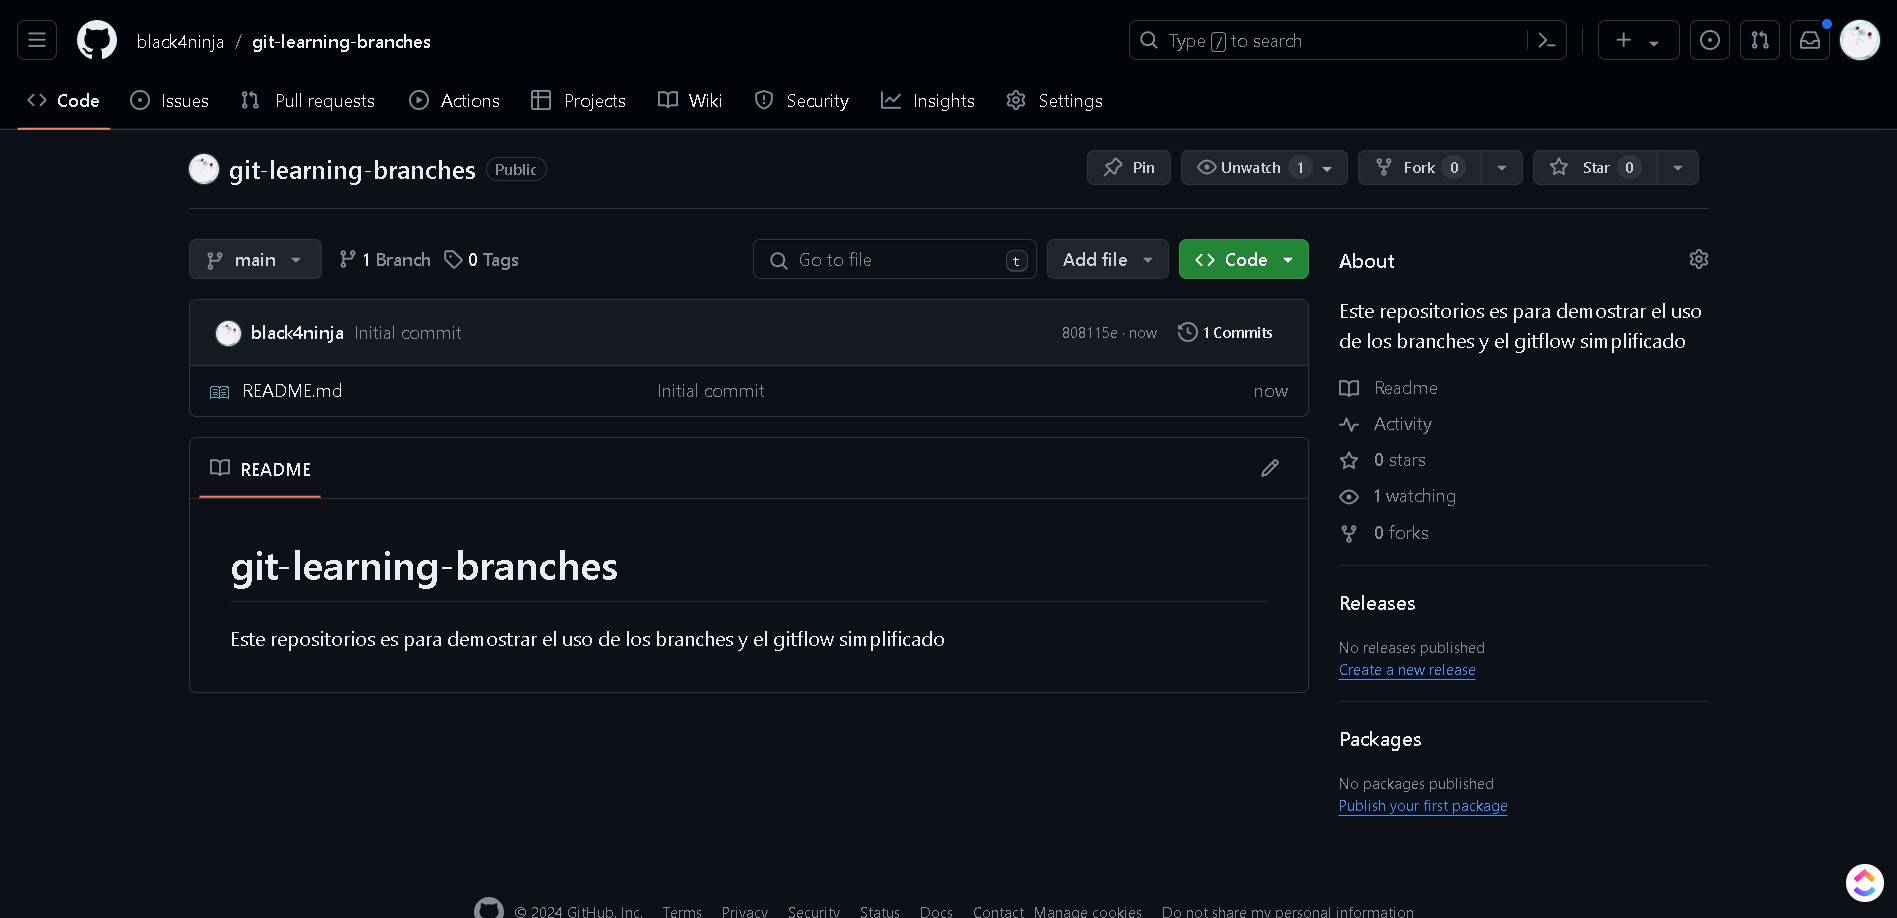 black4ninja / git-learning-branches
Type / to search
Code Issues Pull requests Actions Projects Wiki Security Insights Settings
git-learning-branches Public
Pin Unwatch 1 Fork 0 Star 0
main 1 Branch 0 Tags Go to file t Add file Code
About
Este repositorios es para demostrar el uso
de los branches y el gitflow simplificado
black4ninja Initial commit 808115e · now 1 Commits
README.md Initial commit now
Readme
Activity
0 stars
1 watching
0 forks
README
git-learning-branches
Este repositorios es para demostrar el uso de los branches y el gitflow simplificado
Releases
No releases published
Create a new release
Packages
No packages published
Publish your first package
© 2024 GitHub, Inc. Terms Privacy Security Status Docs Contact Manage cookies Do not share my personal information